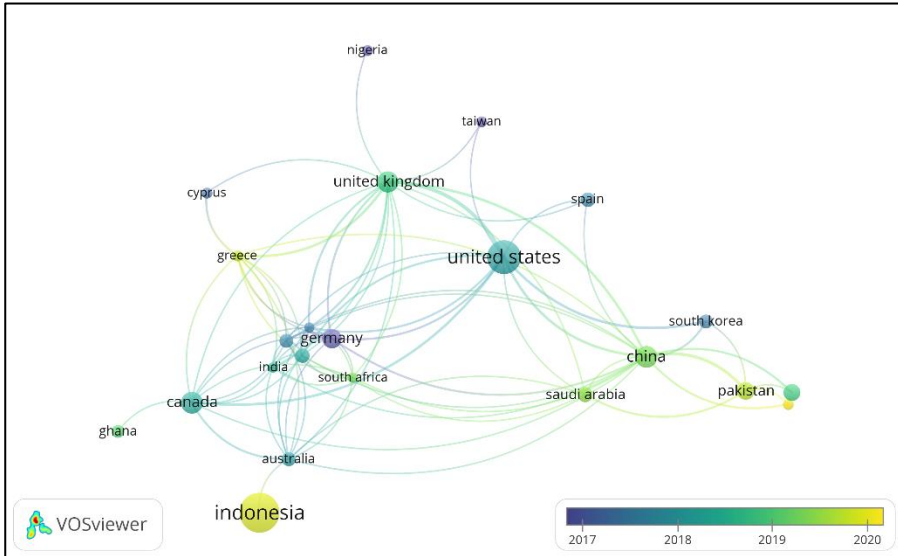 nigeria
taiwan
united kingdom
cyprus
spain
greece
united states
south korea
germany
china
india
south africa
saudi arabia
pakistan
canada
ghana
australia
indonesia
VOSviewer
2017 2018 2019 2020